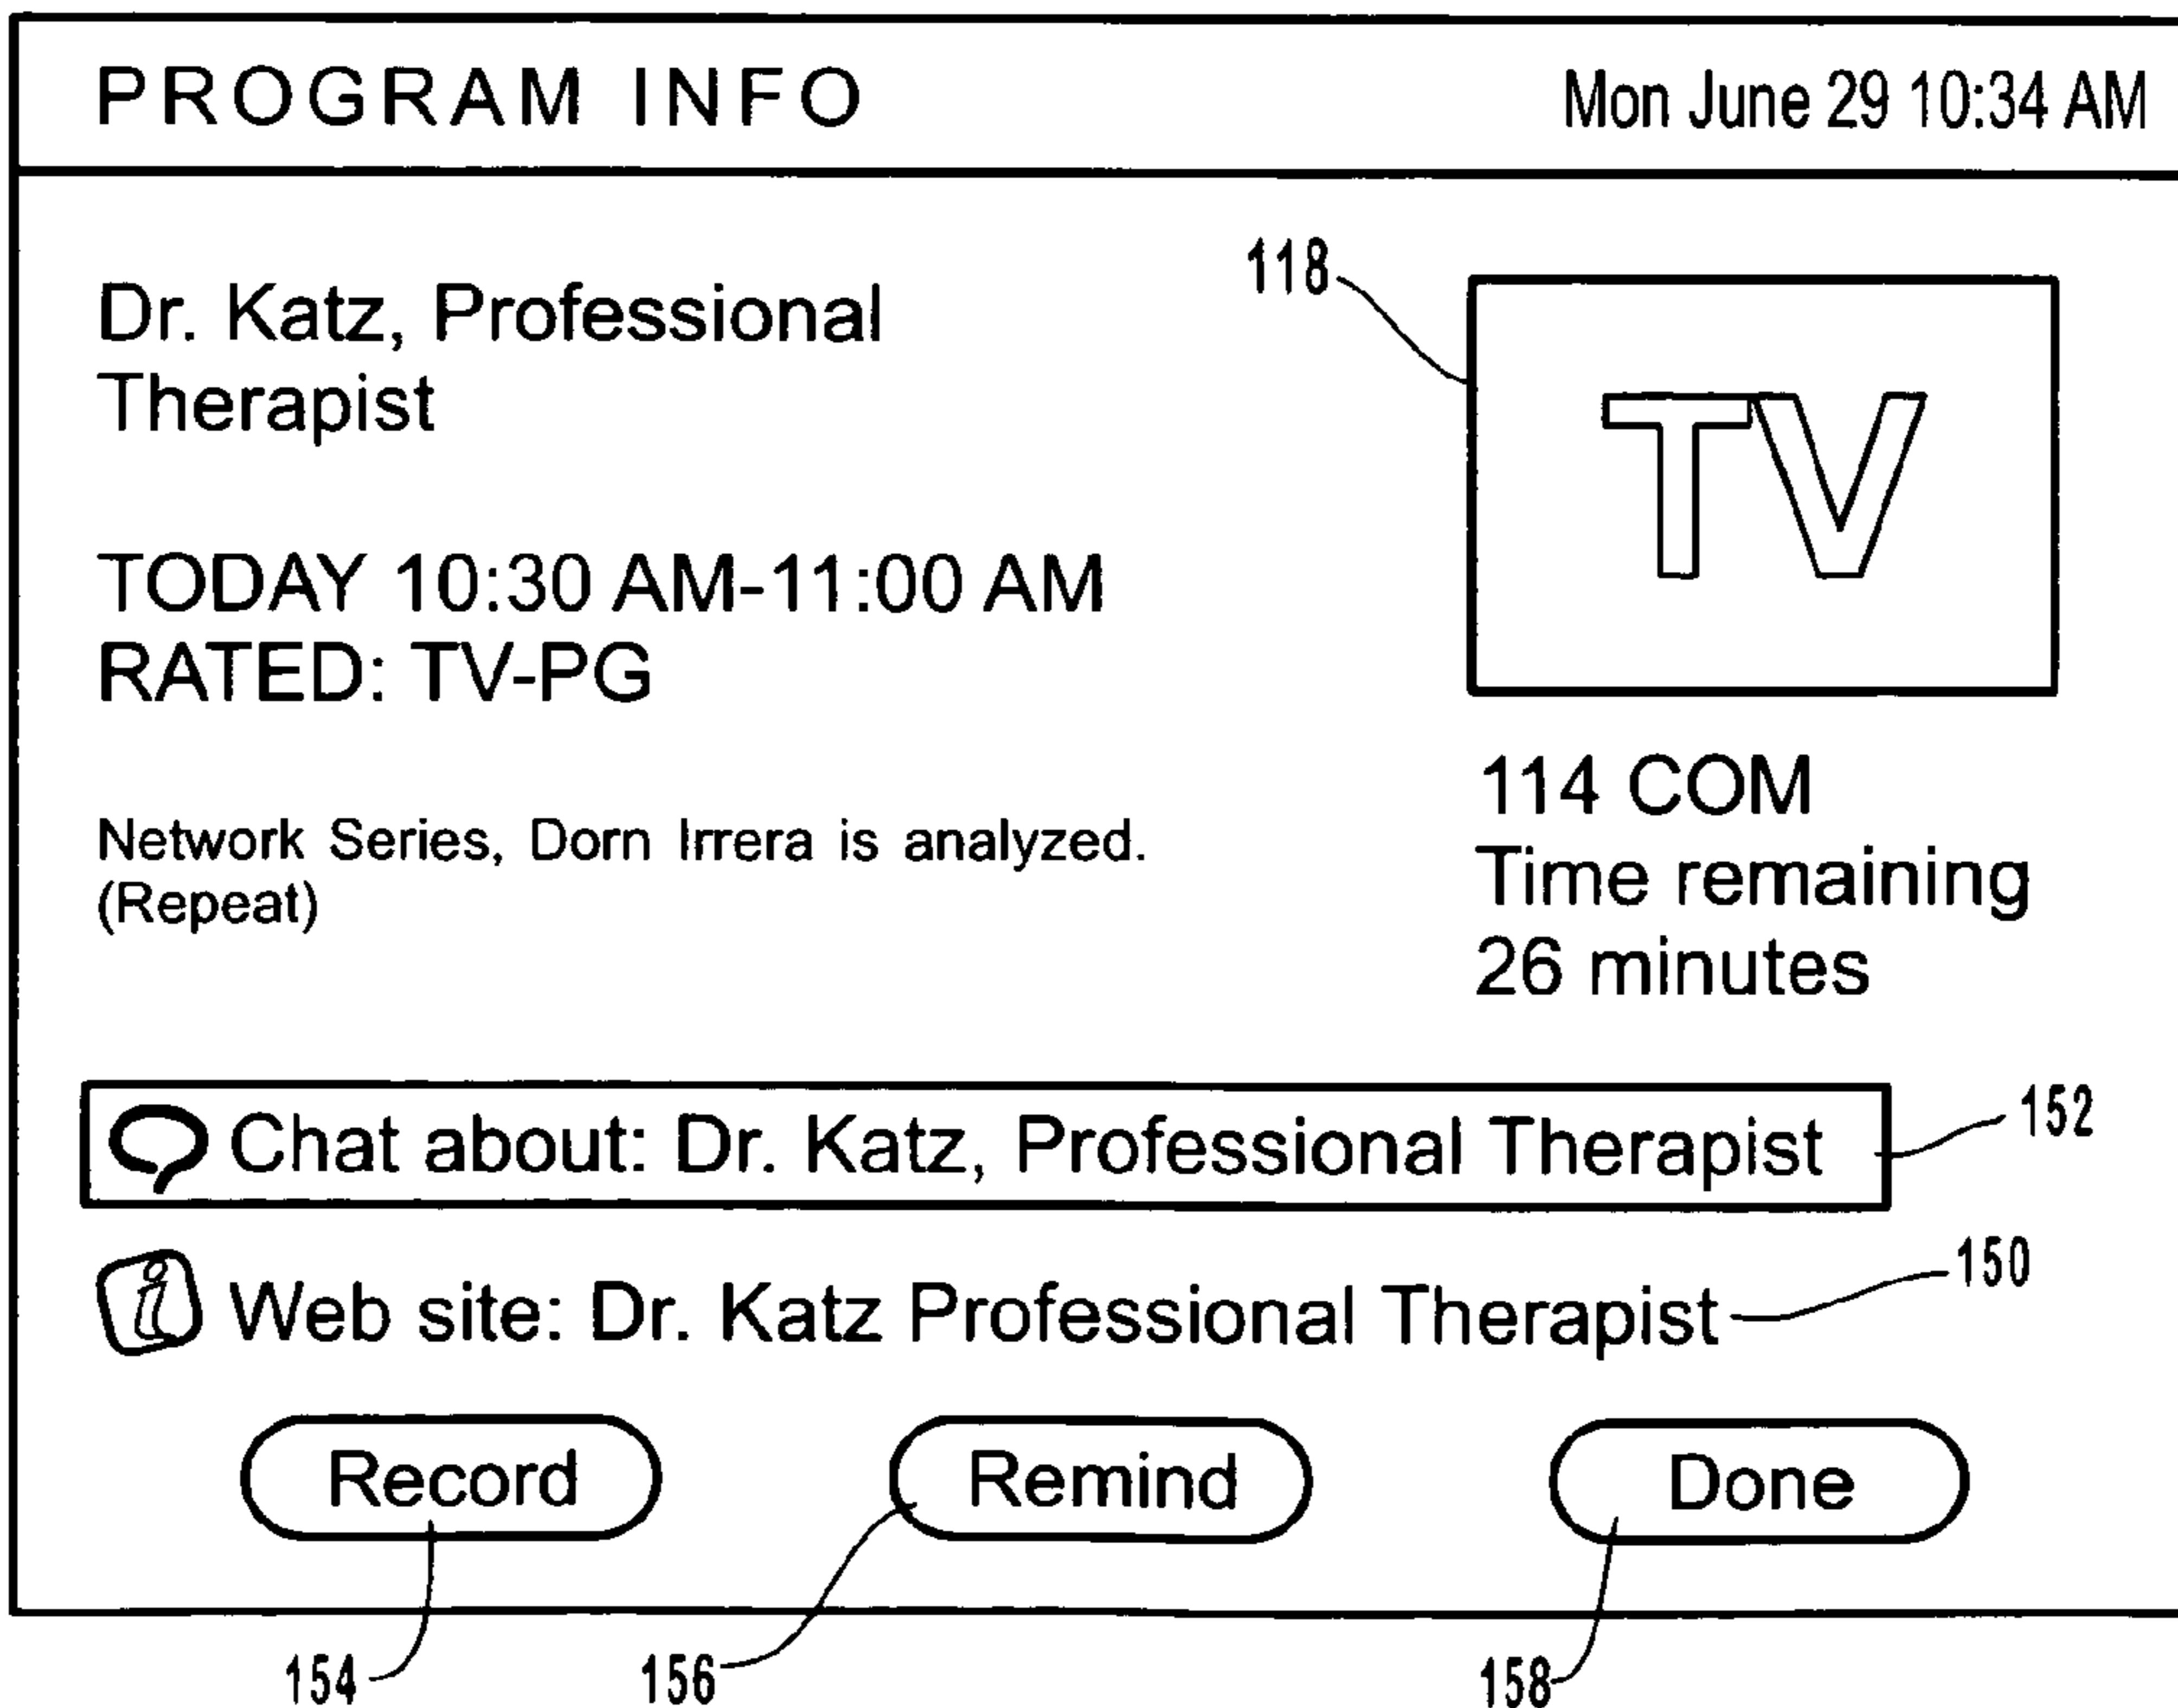 PROGRAM INFO
Mon June 29 10:34 AM
Dr. Katz, Professional
Therapist
TODAY 10:30 AM-11:00 AM
RATED: TV-PG
Network Series, Dorn Irrera is analyzed.
(Repeat)
118
TV
114 COM
Time remaining
26 minutes
Chat about: Dr. Katz, Professional Therapist
152
i Web site: Dr. Katz Professional Therapist
150
Record
Remind
Done
154
156
158